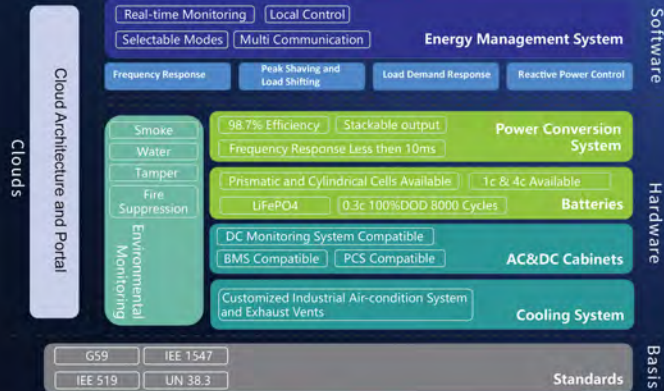 Clouds
Cloud Architecture and Portal
Real-time Monitoring
Local Control
Selectable Modes
Multi Communication
Energy Management System
Software
Frequency Response
Peak Shaving and
Load Shifting
Load Demand Response
Reactive Power Control
Smoke
Water
Tamper
Fire
Suppression
Environmental
Monitoring
98.7% Efficiency
Stackable output
Frequency Response Less then 10ms
Power Conversion
System
Prismatic and Cylindrical Cells Available
1c & 4c Available
LiFePO4
0.3c 100%DOD 8000 Cycles
Batteries
Hardware
DC Monitoring System Compatible
BMS Compatible
PCS Compatible
AC&DC Cabinets
Customized Industrial Air-condition System
and Exhaust Vents
Cooling System
G59
IEE 1547
IEE 519
UN 38.3
Standards
Basis